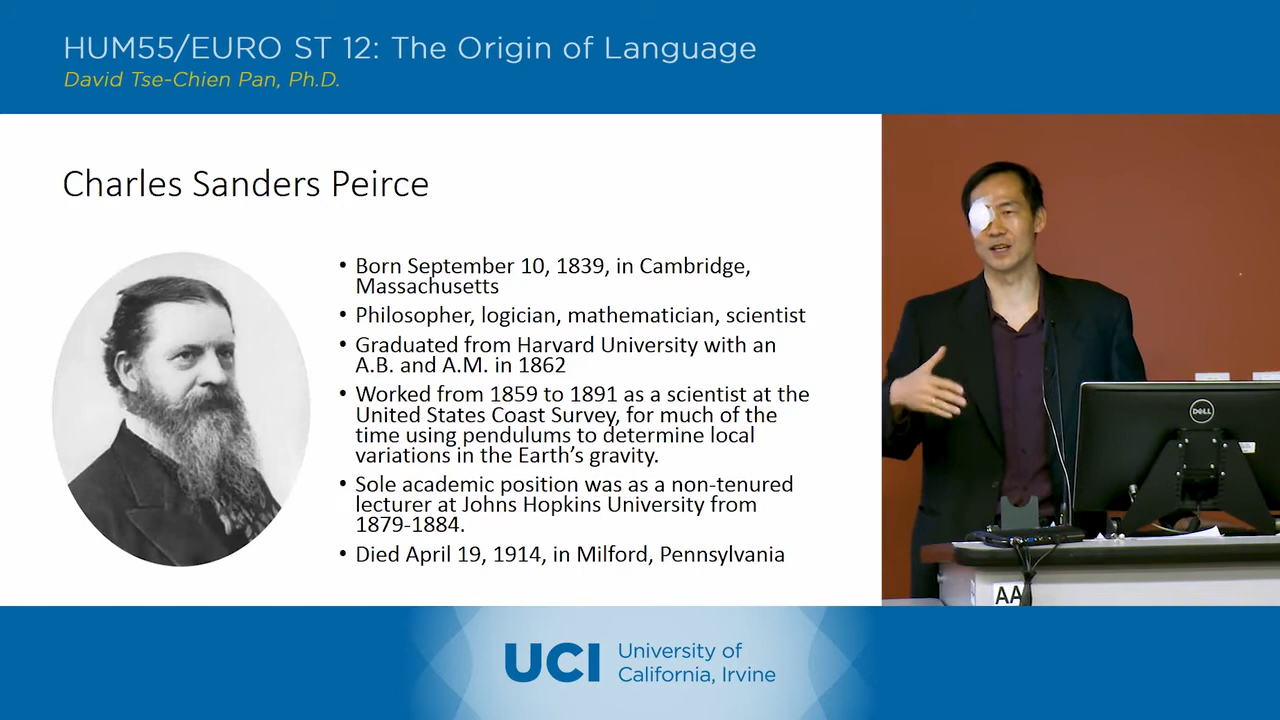 HUM55/EURO ST 12: The Origin of Language
David Tse-Chien Pan, Ph.D.
Charles Sanders Peirce
• Born September 10, 1839, in Cambridge,
Massachusetts
• Philosopher, logician, mathematician, scientist
• Graduated from Harvard University with an
A.B. and A.M. in 1862
• Worked from 1859 to 1891 as a scientist at the
United States Coast Survey, for much of the
time using pendulums to determine local
variations in the Earth’s gravity.
• Sole academic position was as a non-tenured
lecturer at Johns Hopkins University from
1879-1884.
• Died April 19, 1914, in Milford, Pennsylvania
DELL
AA
UCI University of
California, Irvine